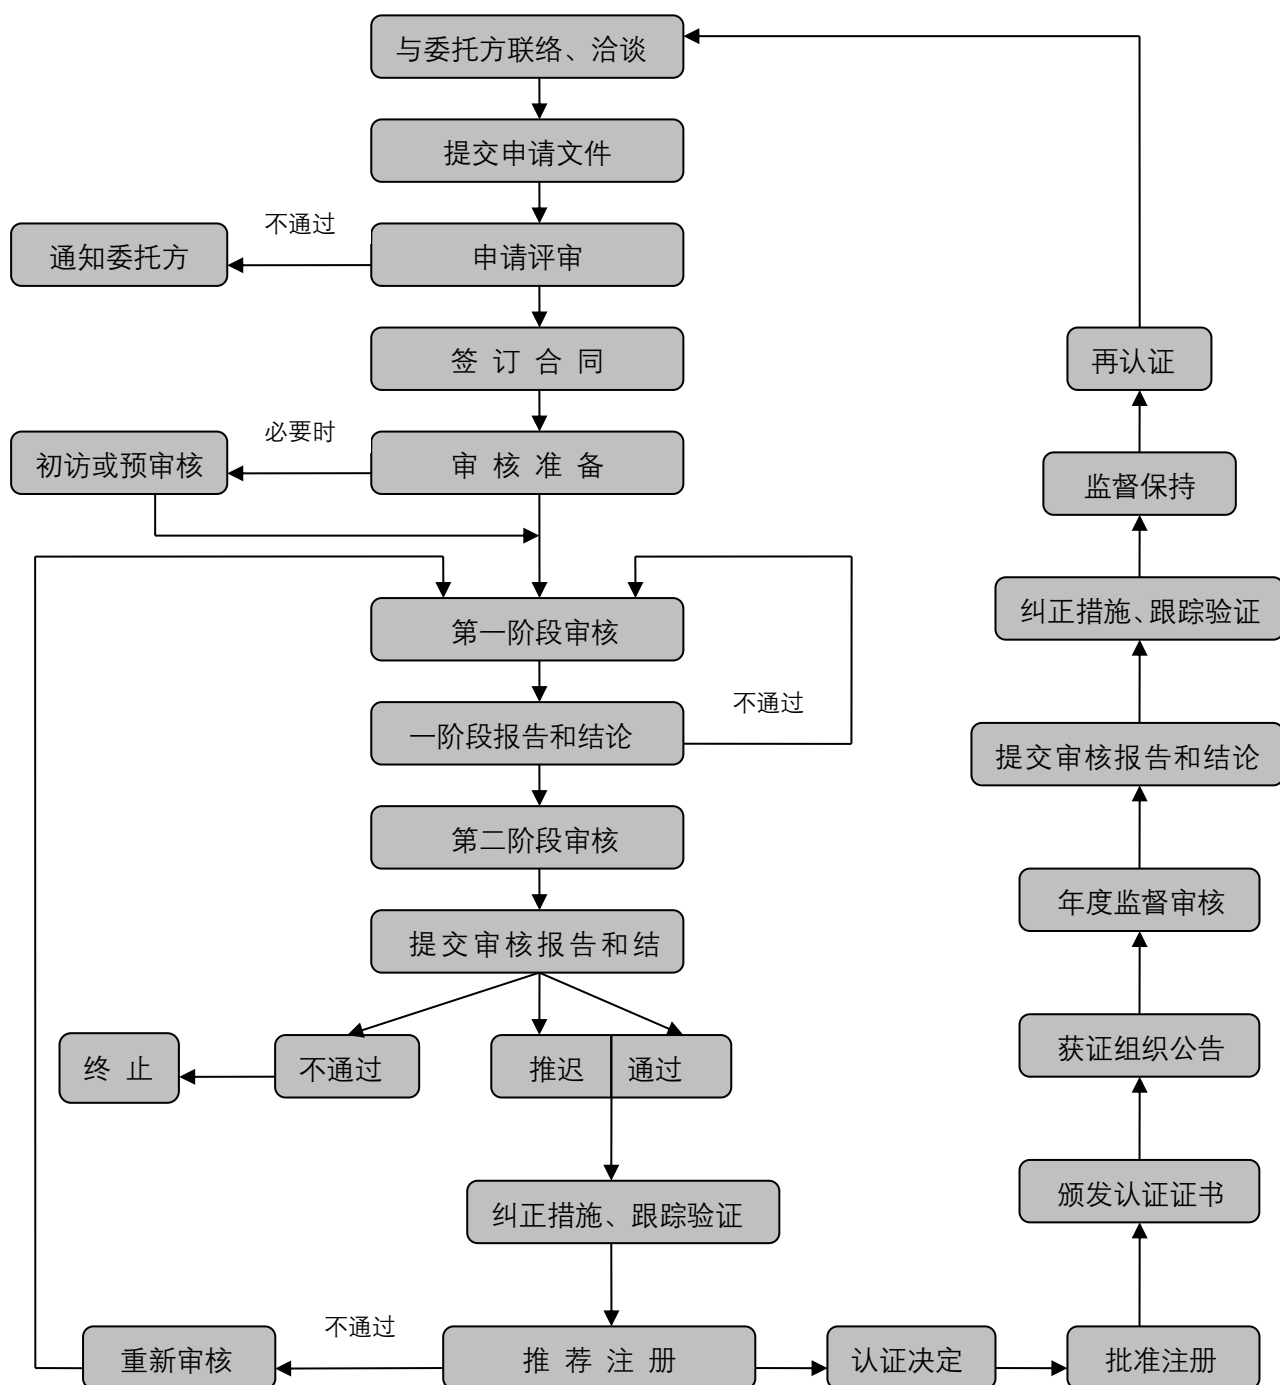 与委托方联络、洽谈
提交申请文件
不通过
通知委托方
申请评审
签 订 合 同
再认证
必要时
初访或预审核
审 核 准 备
监督保持
第一阶段审核
纠正措施、跟踪验证
不通过
一阶段报告和结论
提交审核报告和结论
第二阶段审核
年度监督审核
提交审核报告和结
获证组织公告
终 止
不通过
推迟
通过
颁发认证证书
纠正措施、跟踪验证
不通过
重新审核
推 荐 注 册
认证决定
批准注册